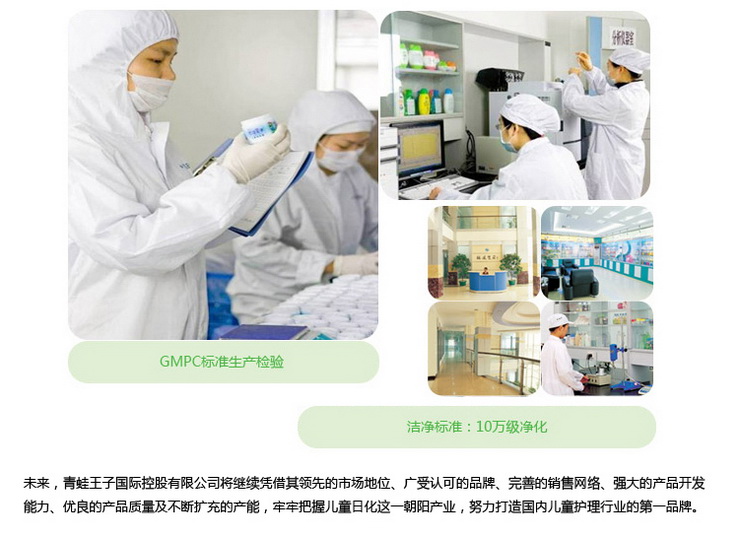 分析仪器室
GMPC标准生产检验
洁净标准：10万级净化
未来，青蛙王子国际控股有限公司将继续凭借其领先的市场地位、广受认可的品牌、完善的销售网络、强大的产品开发
能力、优良的产品质量及不断扩充的产能，牢牢把握儿童日化这一朝阳产业，努力打造国内儿童护理行业的第一品牌。